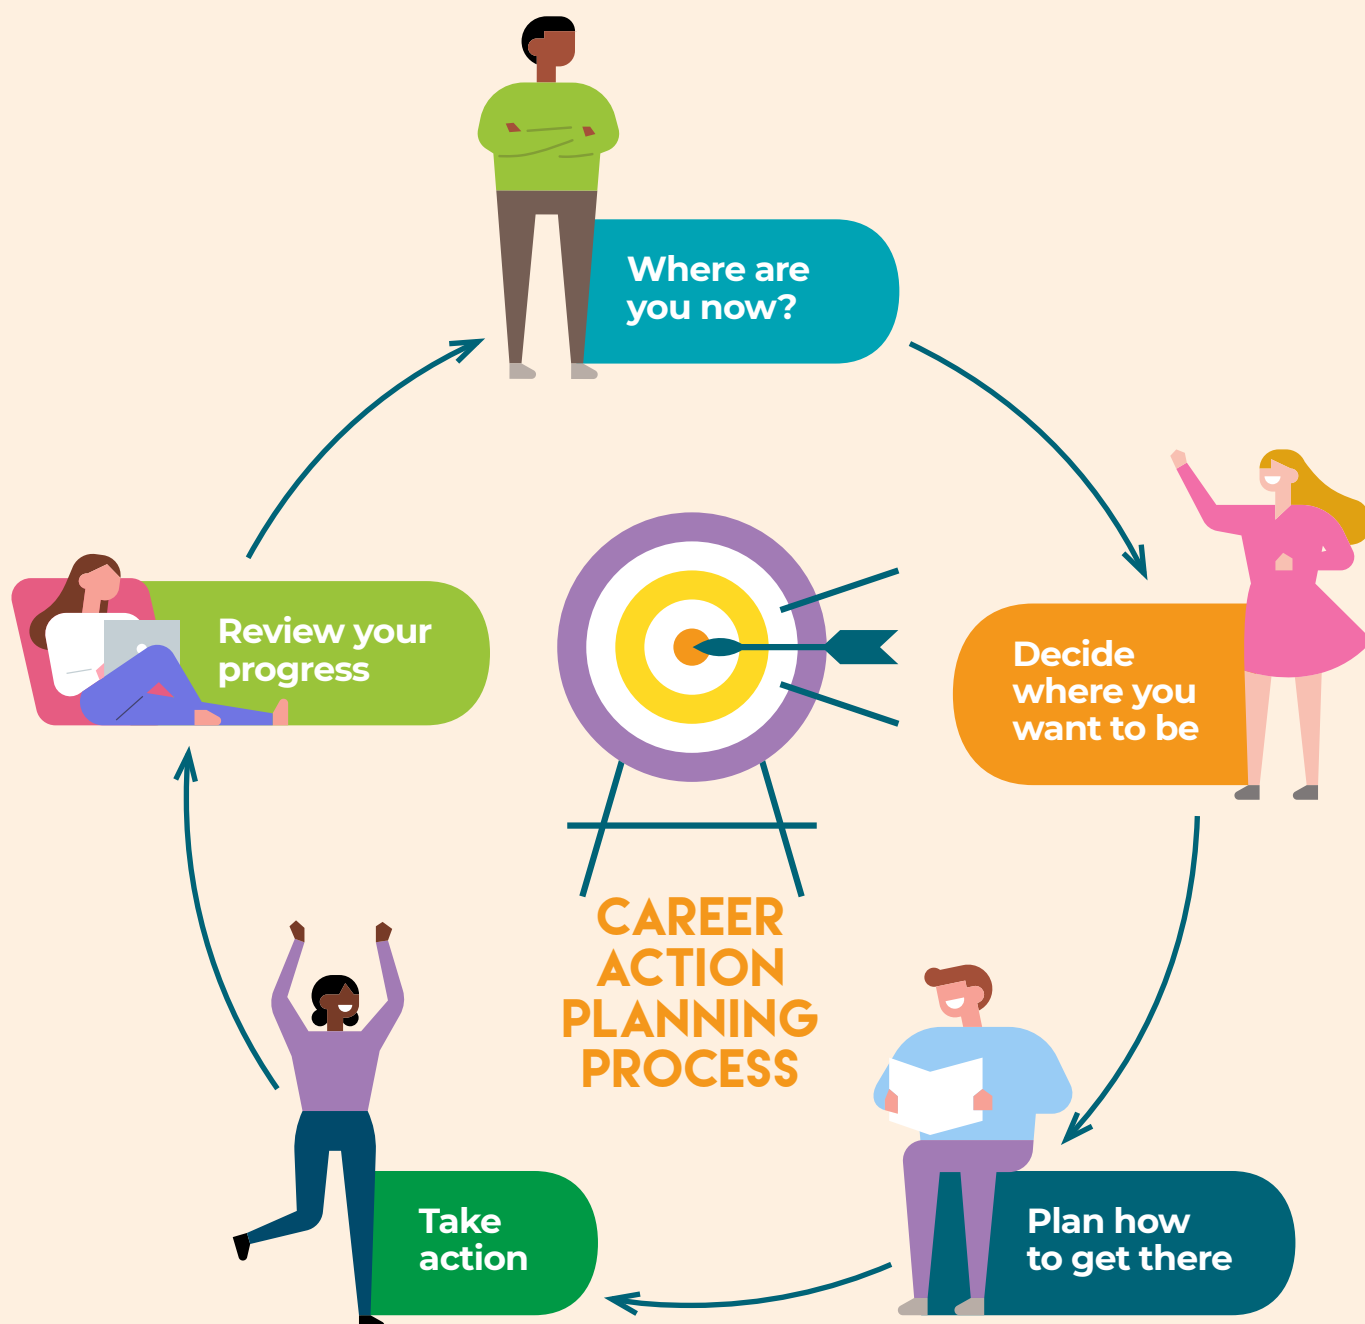 Where are
you now?
Decide
where you
want to be
Plan how
to get there
Take
action
Review your
progress
CAREER
ACTION
PLANNING
PROCESS